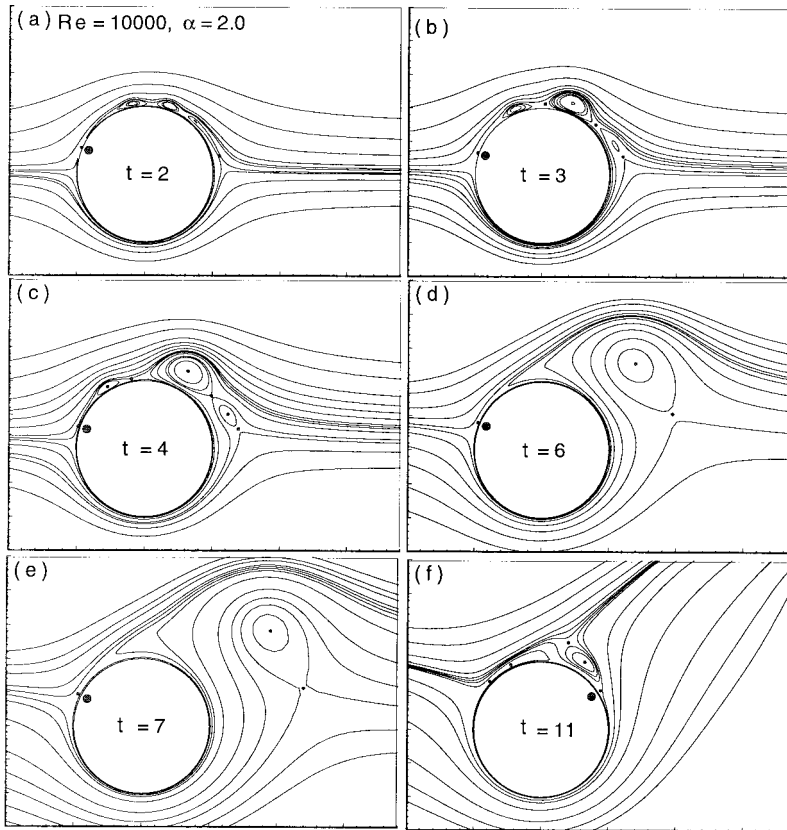 (a) Re = 10000, α = 2.0
t = 2
(b)
t = 3
(c)
t = 4
(d)
t = 6
(e)
t = 7
(f)
t = 11